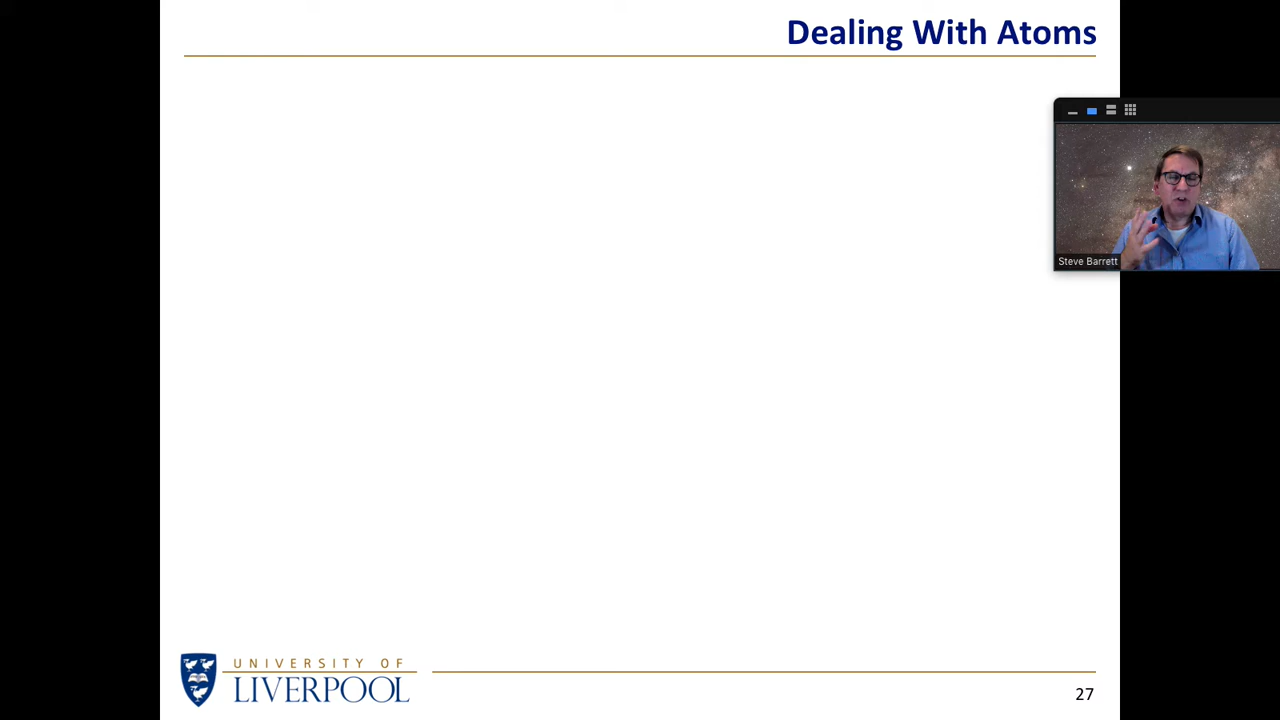 Dealing With Atoms
Steve Barrett
UNIVERSITY OF
LIVERPOOL
27